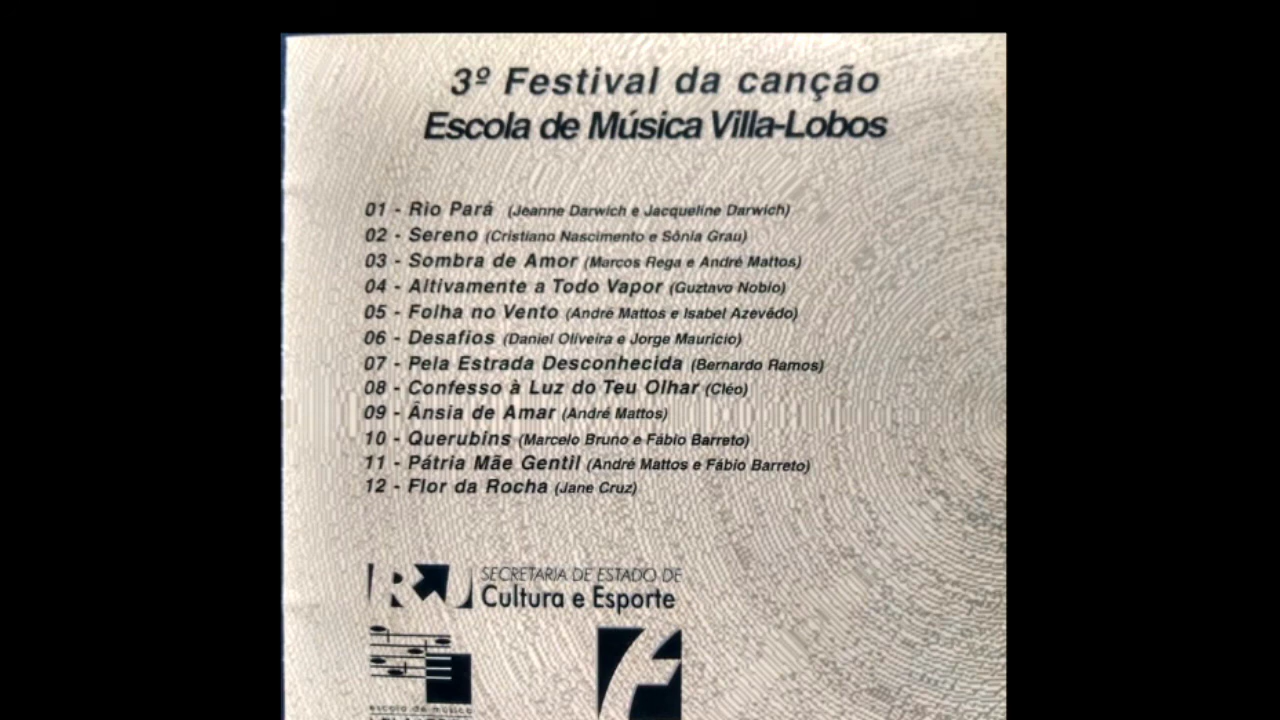 3º Festival da canção
Escola de Música Villa-Lobos
01 - Rio Pará (Jeanne Darwich e Jacqueline Darwich)
02 - Sereno (Cristiano Nascimento e Sônia Grau)
03 - Sombra de Amor (Marcos Rega e André Mattos)
04 - Altivamente a Todo Vapor (Guztavo Nobio)
05 - Folha no Vento (André Mattos e Isabel Azevêdo)
06 - Desafios (Daniel Oliveira e Jorge Mauricio)
07 - Pela Estrada Desconhecida (Bernardo Ramos)
08 - Confesso à Luz do Teu Olhar (Cléo)
09 - Ânsia de Amar (André Mattos)
10 - Querubins (Marcelo Bruno e Fábio Barreto)
11 - Pátria Mãe Gentil (André Mattos e Fábio Barreto)
12 - Flor da Rocha (Jane Cruz)
SECRETARIA DE ESTADO DE
Cultura e Esporte
escola de música